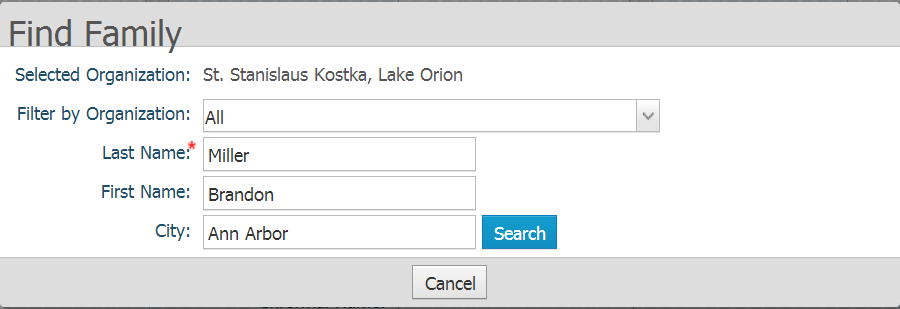 Find Family
Selected Organization: St. Stanislaus Kostka, Lake Orion
Filter by Organization: All
Last Name:* Miller
First Name: Brandon
City: Ann Arbor Search
Cancel